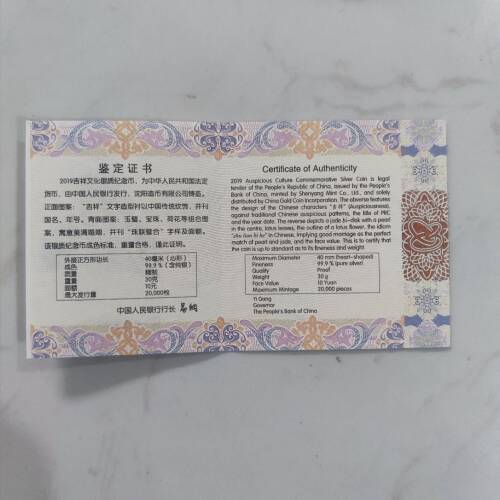 鉴定证书
2019吉祥文化银质纪念币，为中华人民共和国法定
货币，由中国人民银行发行，沈阳造币有限公司铸造。
正面图案：“吉祥”文字造型衬以中国传统纹饰，并刊
国名、年号。背面图案：玉璧、宝珠、荷花等组合图
案，寓意美满婚姻，并刊“珠联璧合”字样及面额。
该银质纪念币成色标准，重量合格，谨此证明。
外接正方形边长 40毫米（心形）
成色 99.9％（含纯银）
质量 精制
重量 30克
面额 10元
最大发行量 20,000枚
中国人民银行行长
Certificate of Authenticity
2019 Auspicious Culture Commemorative Silver Coin is legal
tender of the People's Republic of China, issued by the People's
Bank of China, minted by Shenyang Mint Co., Ltd., and solely
distributed by China Gold Coin Incorporation. The obverse features
the design of the Chinese characters “吉祥” (Auspiciousness),
against traditional Chinese auspicious patterns, the title of PRC
and the year date. The reverse depicts a jade bi-disk with a pearl
in the centre, lotus leaves, the outline of a lotus flower, the idiom
"zhu lian bi he" in Chinese, implying good marriage as the perfect
match of pearl and jade, and the face value. This is to certify that
the coin is up to standard as to its fineness and weight
Maximum Diameter 40 mm (heart-shaped)
Fineness 99.9 % (pure silver)
Quality Proof
Weight 30 g
Face Value 10 Yuan
Maximum Mintage 20,000 pieces
Yi Gang
Governor
The People's Bank of China